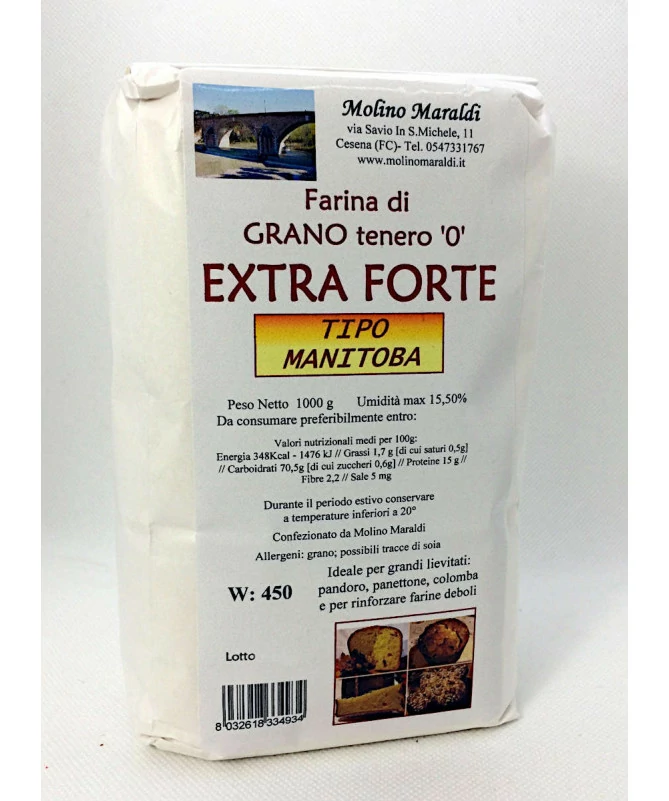 Molino Maraldi
via Savio In S.Michele, 11
Cesena (FC)- Tel. 0547331767
www.molinomaraldi.it
Farina di
GRANO tenero '0'
EXTRA FORTE
TIPO
MANITOBA
Peso Netto 1000 g Umidità max 15,50%
Da consumare preferibilmente entro:
Valori nutrizionali medi per 100g:
Energia 348Kcal - 1476 kJ // Grassi 1,7 g [di cui saturi 0,5g]
// Carboidrati 70,5g [di cui zuccheri 0,6g] // Proteine 15 g //
Fibre 2,2 // Sale 5 mg
Durante il periodo estivo conservare
a temperature inferiori a 20°
Confezionato da Molino Maraldi
Allergeni: grano; possibili tracce di soia
W: 450
Ideale per grandi lievitati:
pandoro, panettone, colomba
e per rinforzare farine deboli
Lotto
8 032618 334934